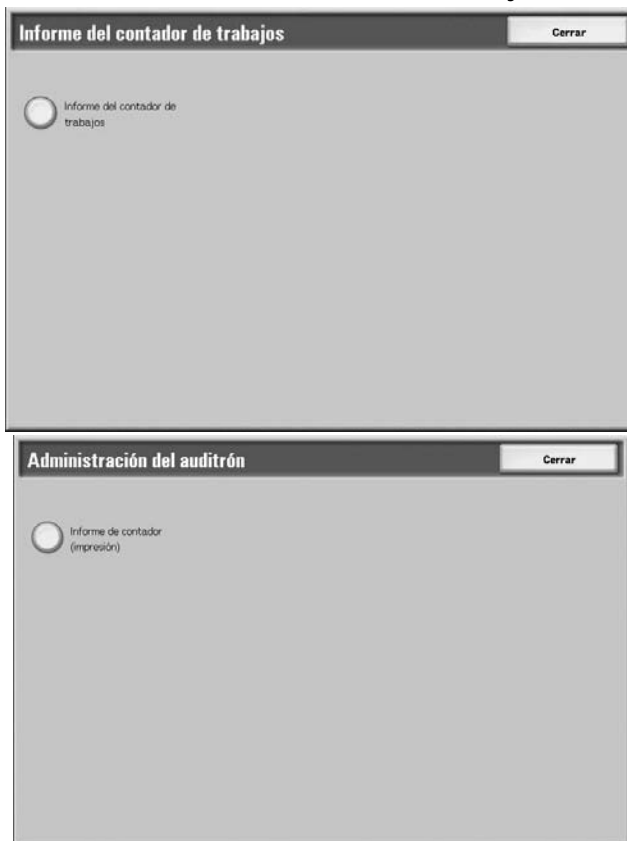 Informe del contador de trabajos
Cerrar
Informe del contador de
trabajos
Administración del auditrón
Cerrar
Informe de contador
(impresión)